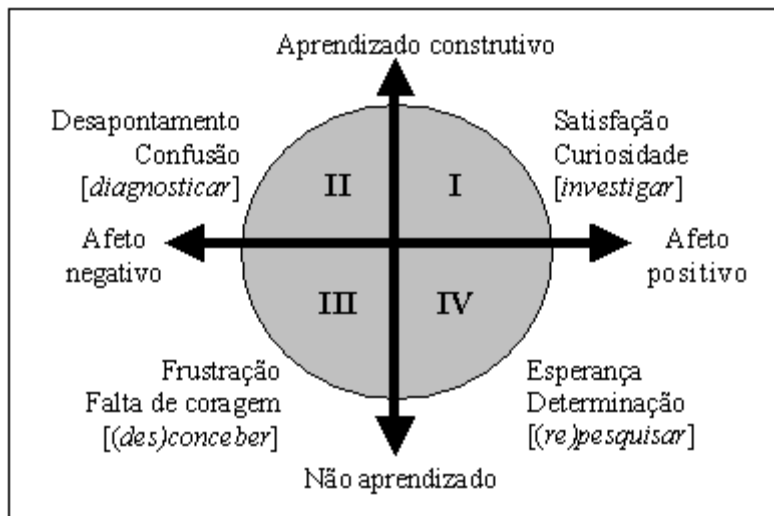 Aprendizado construtivo
Desapontamento
Confusão
[diagnosticar]
Satisfação
Curiosidade
[investigar]
II
I
Afeto
negativo
Afeto
positivo
III
IV
Frustração
Falta de coragem
[(des)conceber]
Esperança
Determinação
[(re)pesquisar]
Não aprendizado